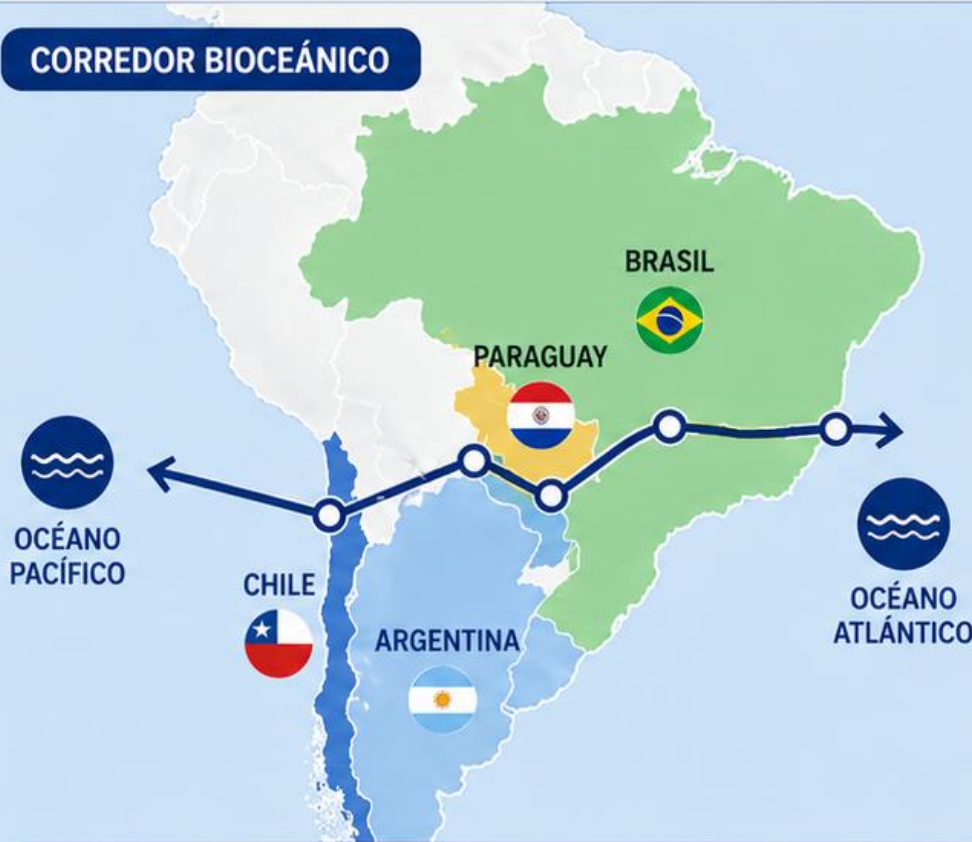 CORREDOR BIOCEÁNICO
BRASIL
PARAGUAY
OCÉANO
PACÍFICO
CHILE
ARGENTINA
OCÉANO
ATLÁNTICO